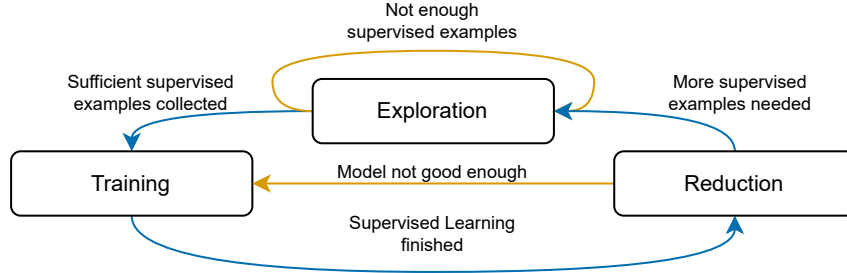 Not enough
supervised examples
Sufficient supervised
examples collected
Exploration
More supervised
examples needed
Training
Model not good enough
Reduction
Supervised Learning
finished